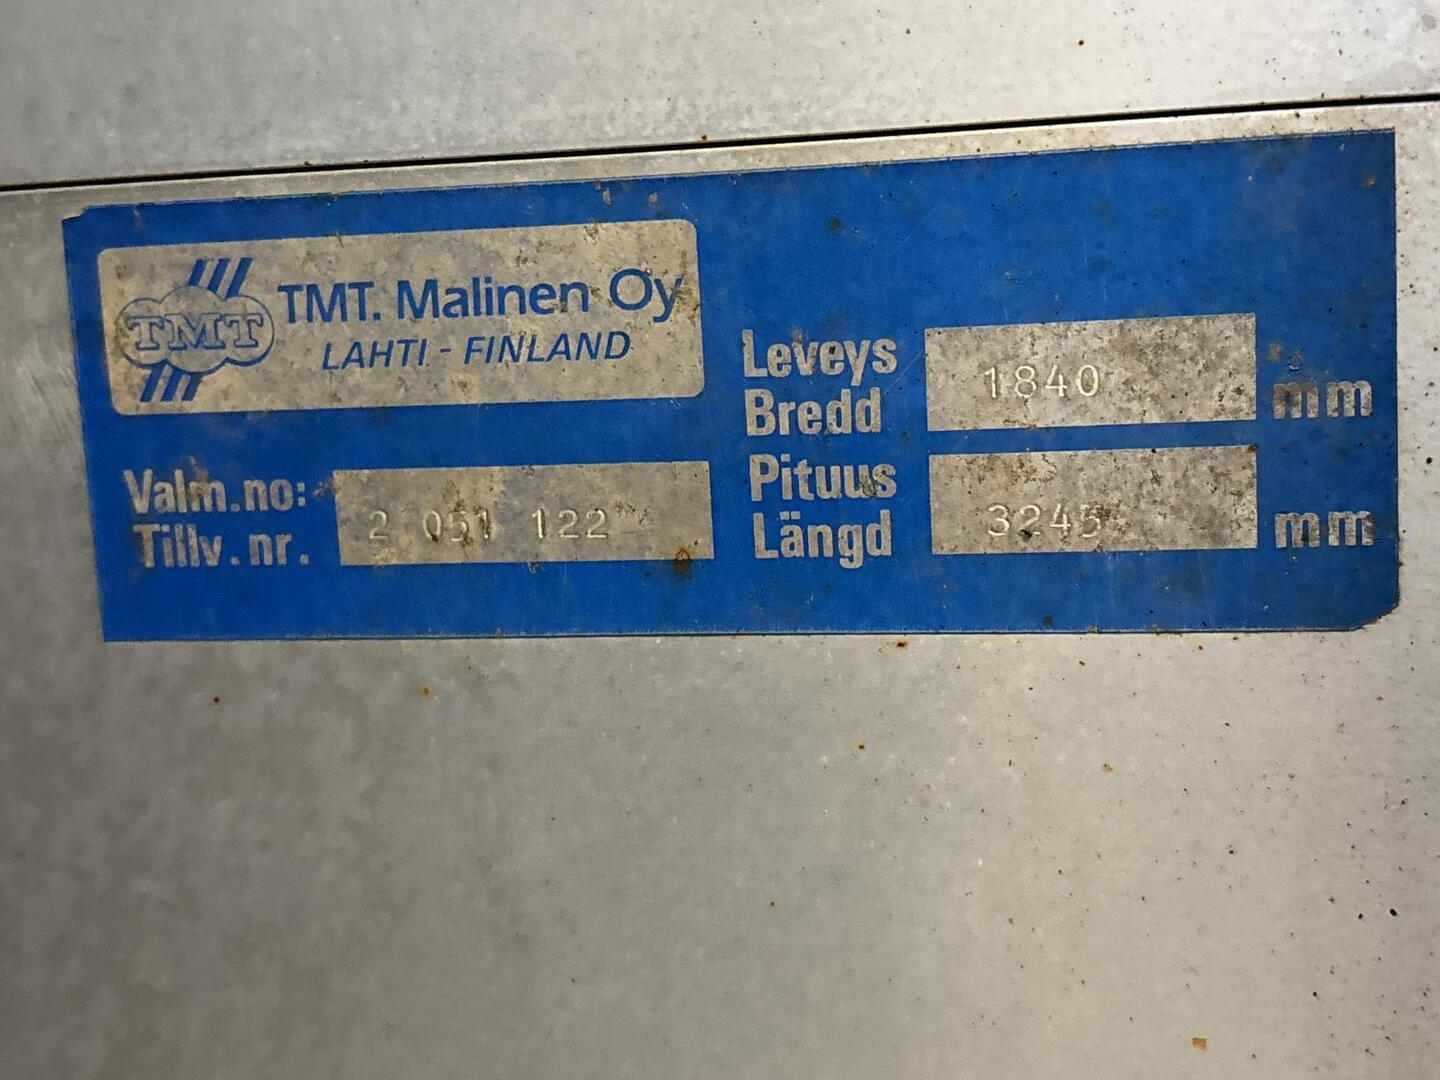 TMT
TMT. Malinen Oy
LAHTI - FINLAND
Valm.no:
Tillv.nr.
2 051 122
Leveys
Bredd
1840
mm
Pituus
Längd
3245
mm